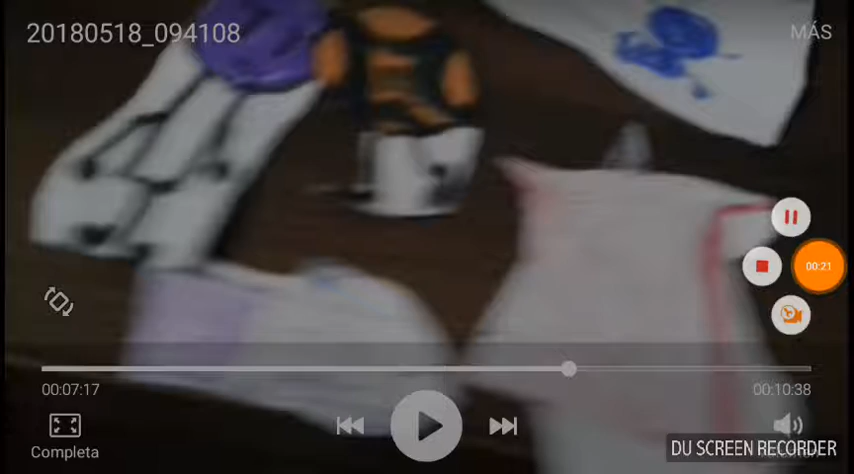 20180518_094108
MÁS
00:21
00:07:17
00:10:38
Completa
DU SCREEN RECORDER